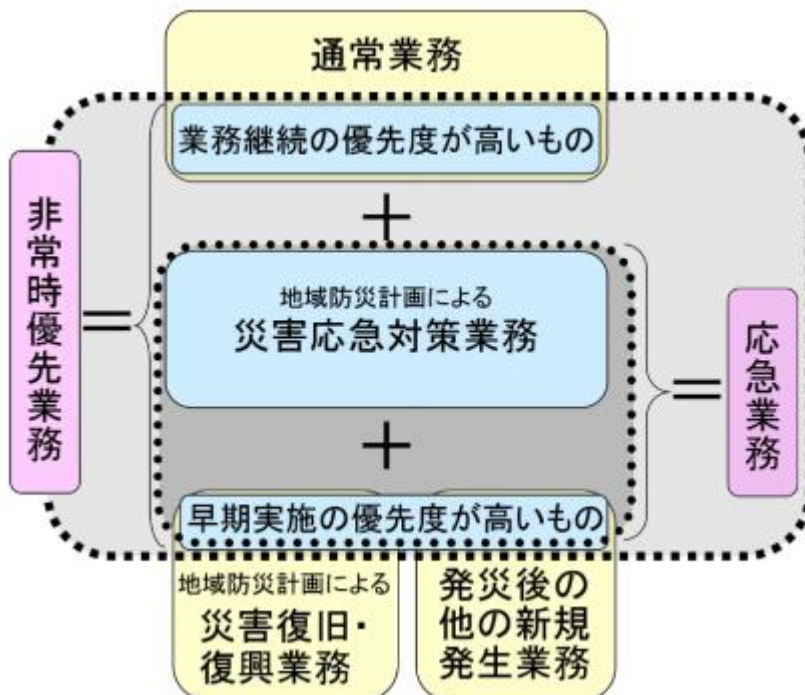 通常業務
業務継続の優先度が高いもの
＋
非常時優先業務
＝
地域防災計画による
災害応急対策業務
＝
応急業務
＋
早期実施の優先度が高いもの
地域防災計画による
災害復旧・
復興業務
発災後の
他の新規
発生業務